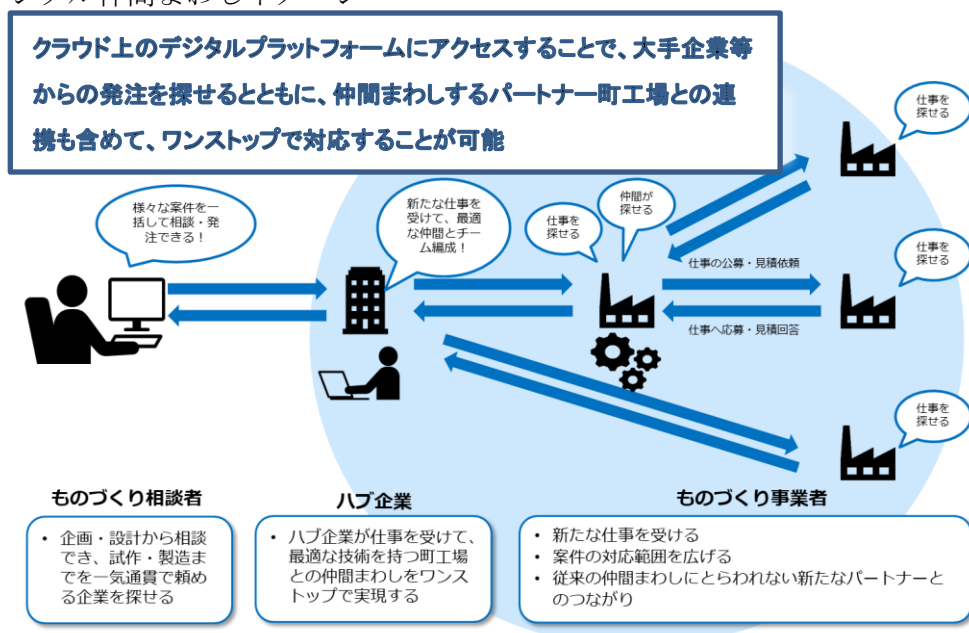 クラウド上のデジタルプラットフォームにアクセスすることで、大手企業等
からの発注を探せるとともに、仲間まわしするパートナー町工場との連
携も含めて、ワンストップで対応することが可能
仕事を
探せる
様々な案件を一
括して相談・発
注できる！
新たな仕事を
受けて、最適
な仲間とチー
ム編成！
仕事を
探せる
仲間が
探せる
仕事の公募・見積依頼
仕事へ応募・見積回答
仕事を
探せる
仕事を
探せる
ものづくり相談者
・ 企画・設計から相談
でき、試作・製造ま
でを一気通貫で頼め
る企業を探せる
ハブ企業
・ ハブ企業が仕事を受けて、
最適な技術を持つ町工場
との仲間まわしをワンス
トップで実現する
ものづくり事業者
・ 新たな仕事を受ける
・ 案件の対応範囲を広げる
・ 従来の仲間まわしにとらわれない新たなパートナーと
のつながり